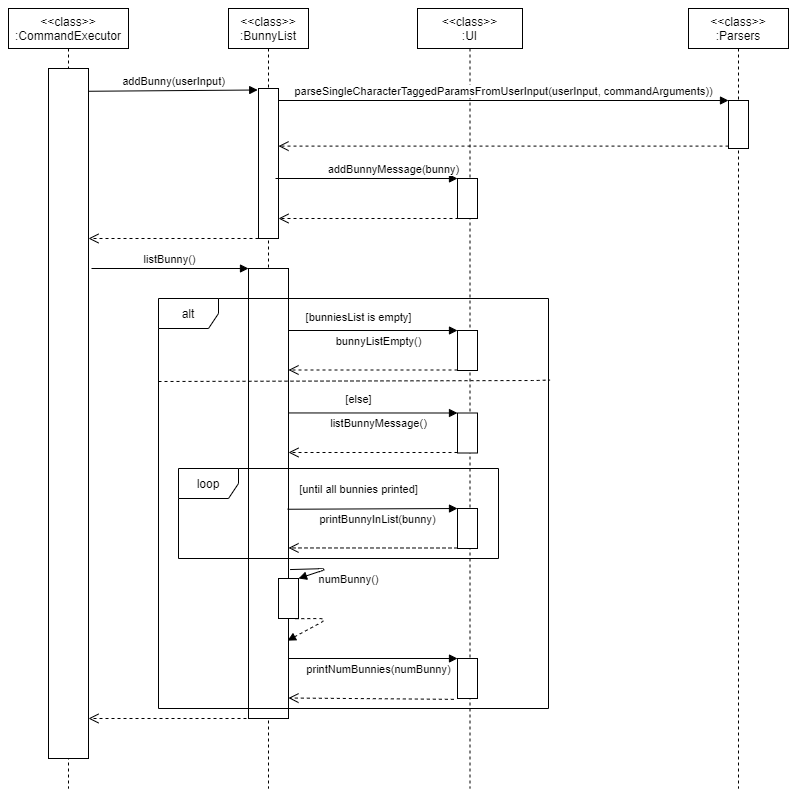 <<class>>
:CommandExecutor
<<class>>
:BunnyList
<<class>>
:UI
<<class>>
:Parsers
addBunny(userInput)
parseSingleCharacterTaggedParamsFromUserInput(userInput, commandArguments))
addBunnyMessage(bunny)
listBunny()
alt
[bunniesList is empty]
bunnyListEmpty()
[else]
listBunnyMessage()
loop
[until all bunnies printed]
printBunnyInList(bunny)
numBunny()
printNumBunnies(numBunny)